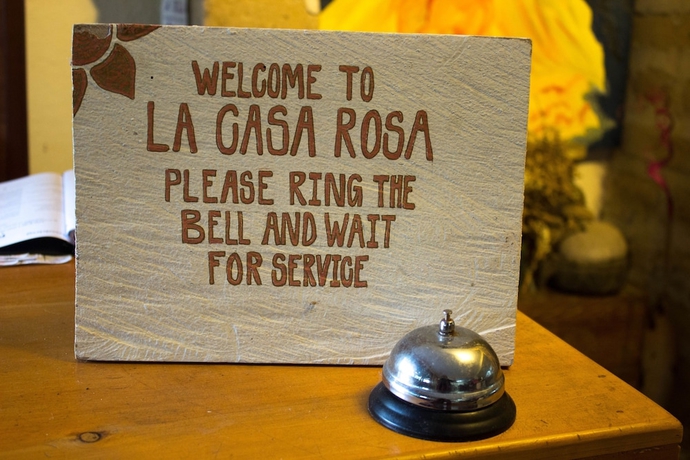 WELCOME TO
LA CASA ROSA
PLEASE RING THE
BELL AND WAIT
FOR SERVICE